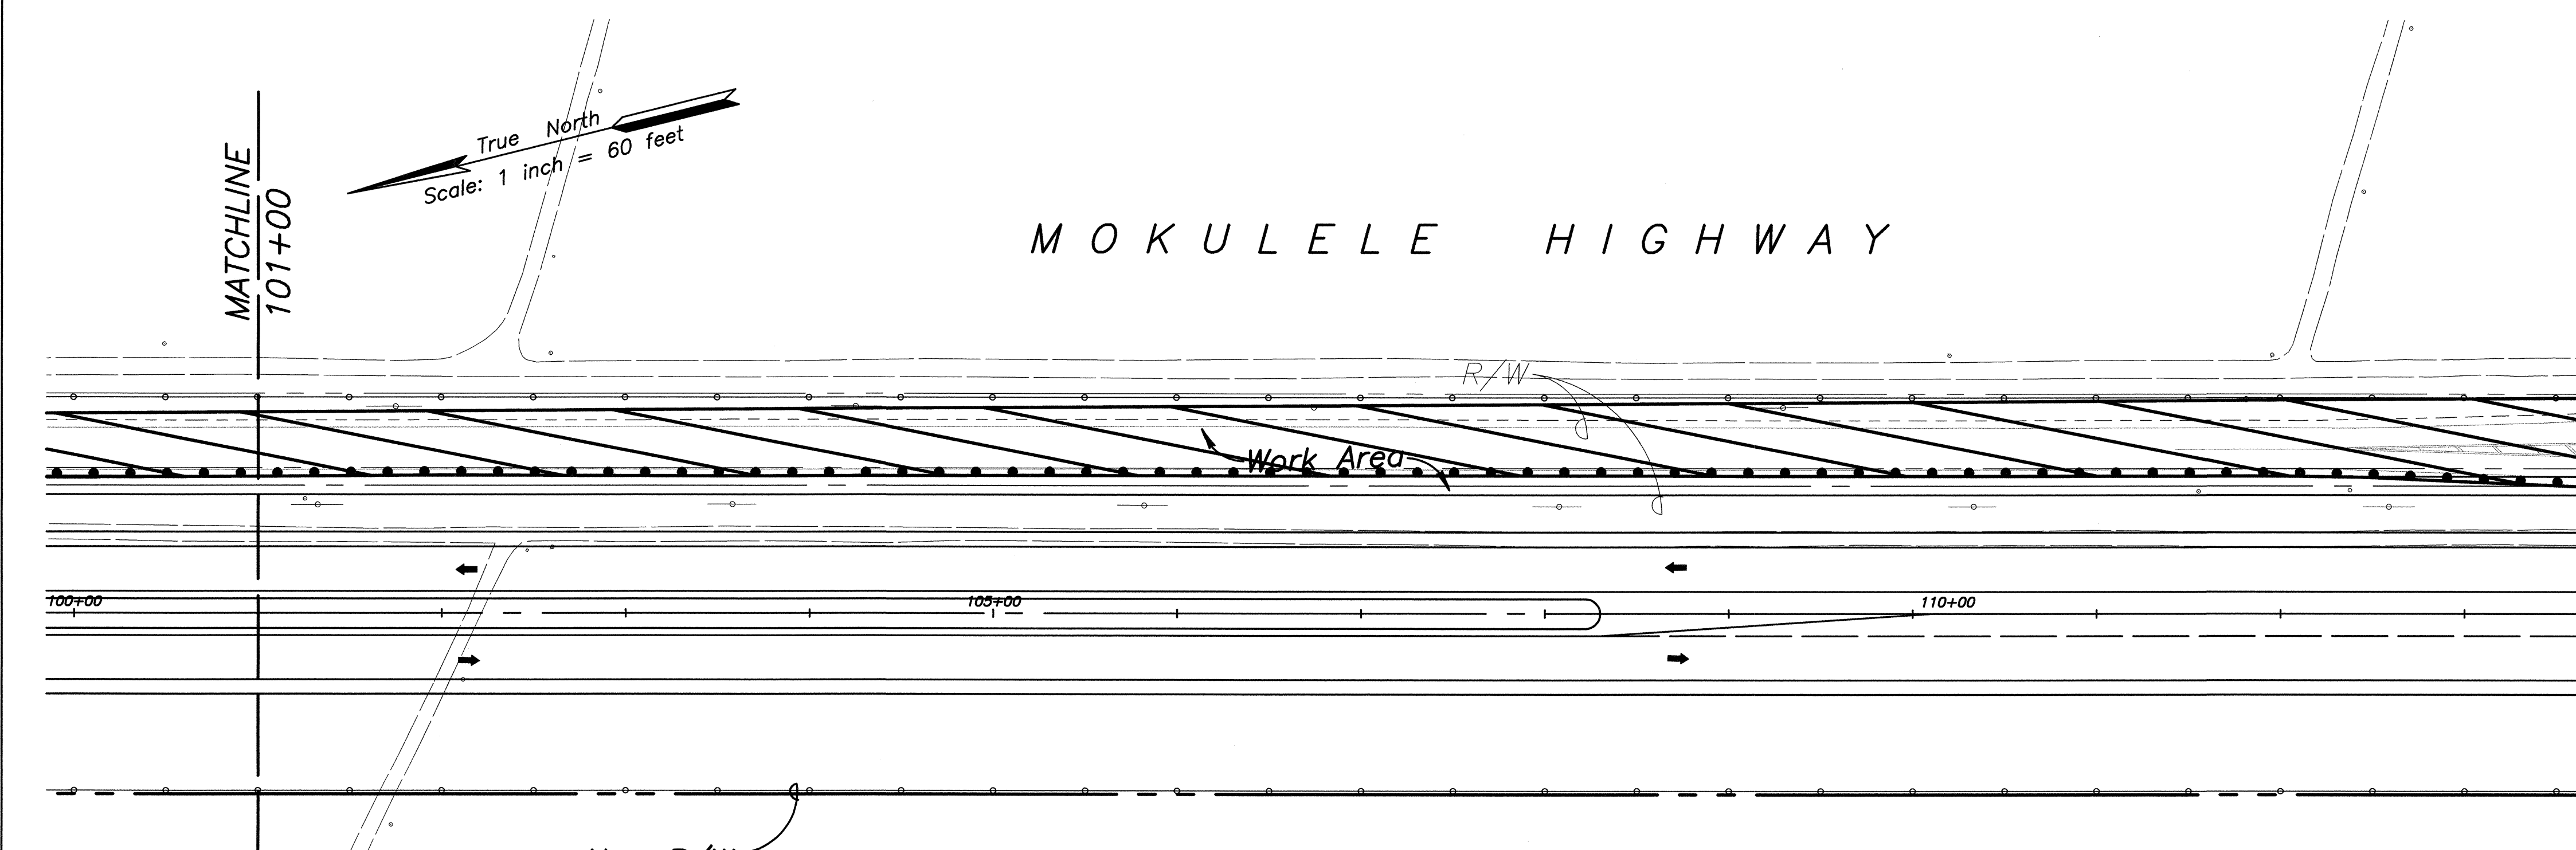 True North
Scale: 1 inch = 60 feet
MATCHLINE
101+00
MOKULELE HIGHWAY
R/W
Work Area
100+00
105+00
110+00
R/W